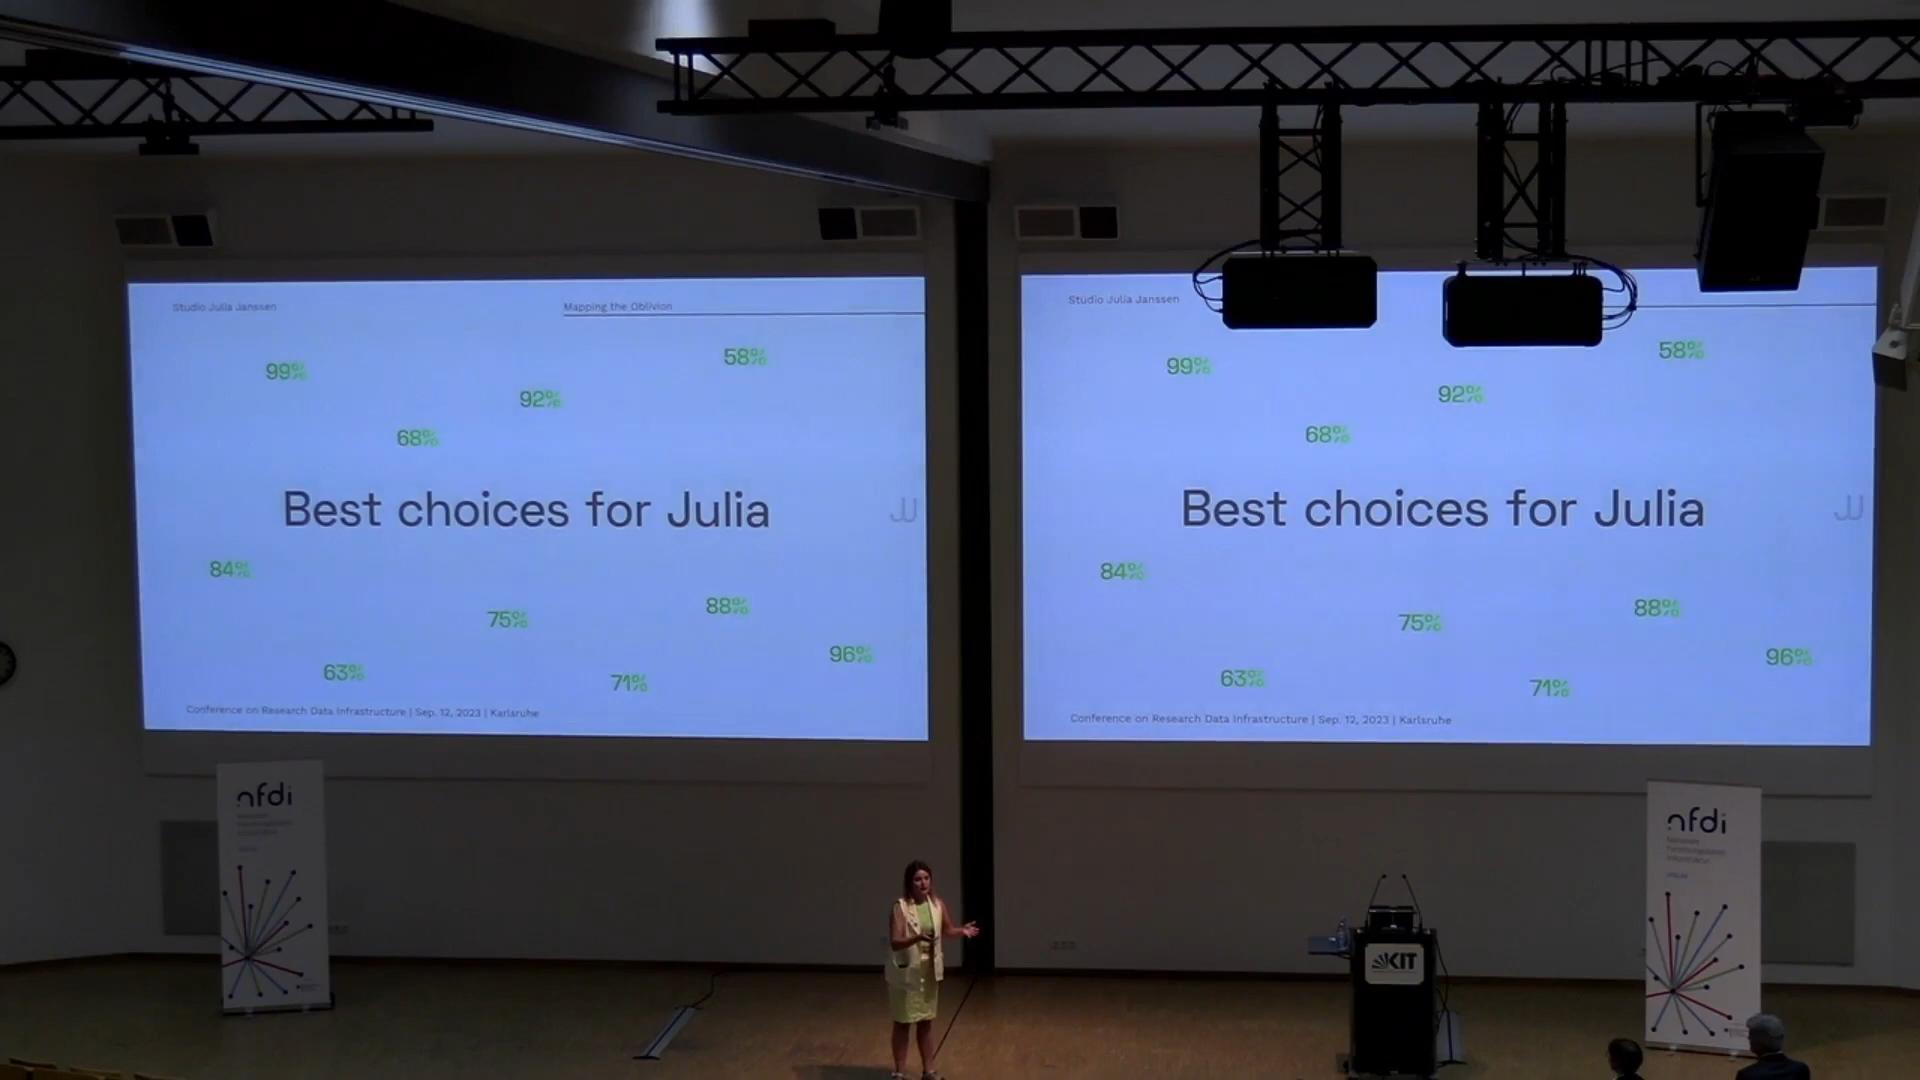 Studio Julia Janssen
Mapping the Oblivion
99%
58%
92%
68%
Best choices for Julia
JJ
84%
75%
88%
96%
63%
71%
Conference on Research Data Infrastructure | Sep. 12, 2023 | Karlsruhe
Studio Julia Janssen
99%
58%
92%
68%
Best choices for Julia
JJ
84%
75%
88%
96%
63%
71%
Conference on Research Data Infrastructure | Sep. 12, 2023 | Karlsruhe
nfdi
KIT
nfdi